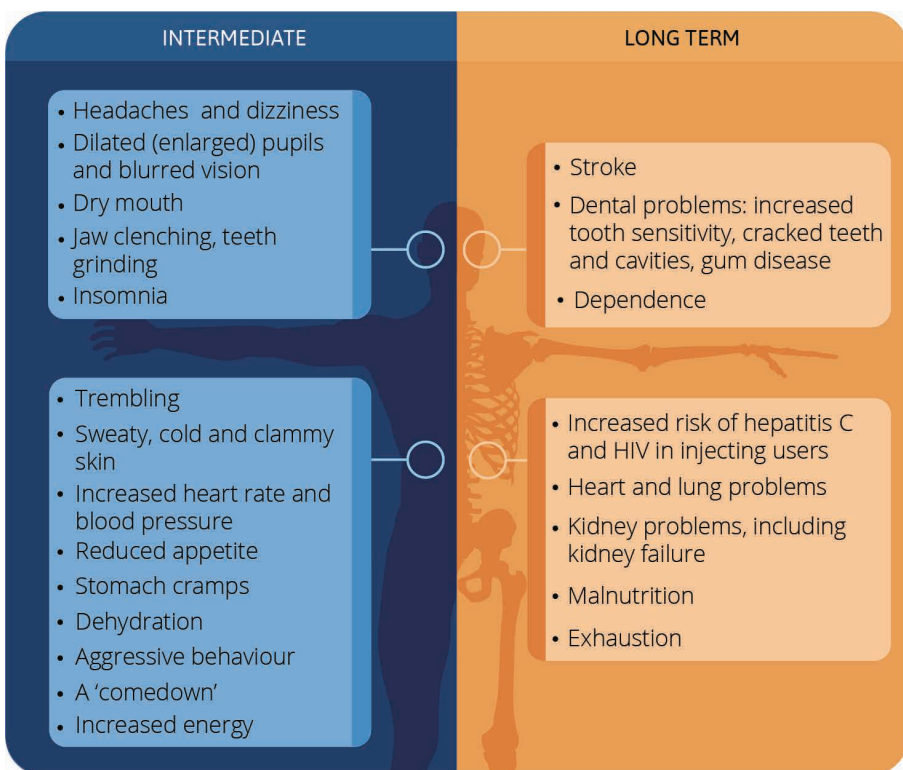 INTERMEDIATE
• Headaches and dizziness
• Dilated (enlarged) pupils
and blurred vision
• Dry mouth
• Jaw clenching, teeth
grinding
• Insomnia
• Trembling
• Sweaty, cold and clammy
skin
• Increased heart rate and
blood pressure
• Reduced appetite
• Stomach cramps
• Dehydration
• Aggressive behaviour
• A ‘comedown’
• Increased energy
LONG TERM
• Stroke
• Dental problems: increased
tooth sensitivity, cracked teeth
and cavities, gum disease
• Dependence
• Increased risk of hepatitis C
and HIV in injecting users
• Heart and lung problems
• Kidney problems, including
kidney failure
• Malnutrition
• Exhaustion